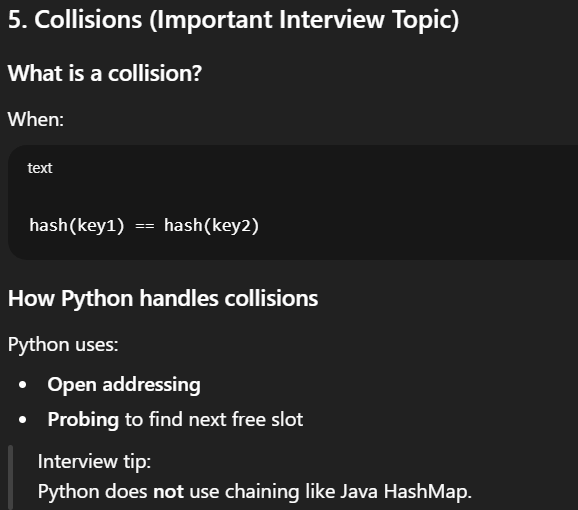 5. Collisions (Important Interview Topic)
What is a collision?
When:
text
hash(key1) == hash(key2)
How Python handles collisions
Python uses:
• Open addressing
• Probing to find next free slot
Interview tip:
Python does not use chaining like Java HashMap.